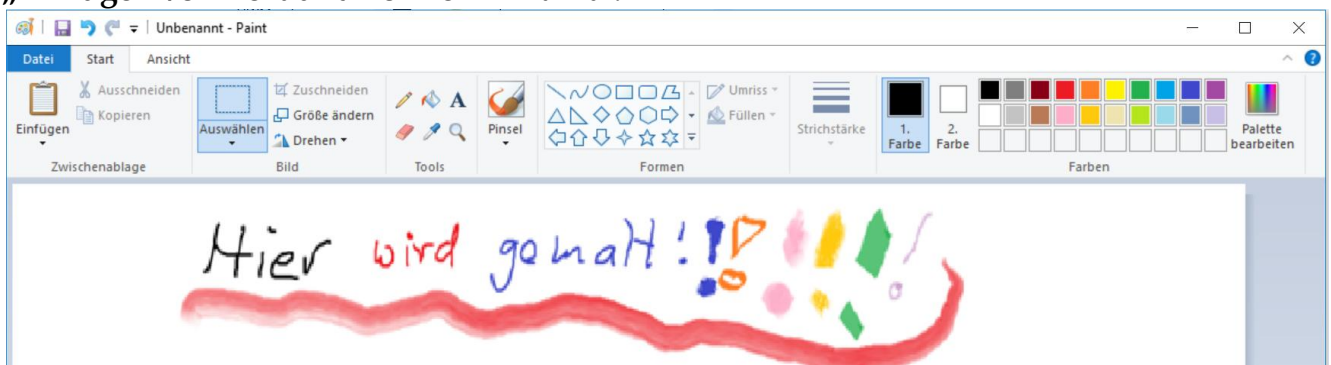 Unbenannt - Paint
Datei Start Ansicht
Einfügen
Ausschneiden
Kopieren
Zwischenablage
Auswählen
Zuschneiden
Größe ändern
Drehen
Bild
A
Tools
Pinsel
Formen
Umriss
Füllen
Strichstärke
1. Farbe
2. Farbe
Farben
Palette bearbeiten
Hier wird gemalt!!!!!!!